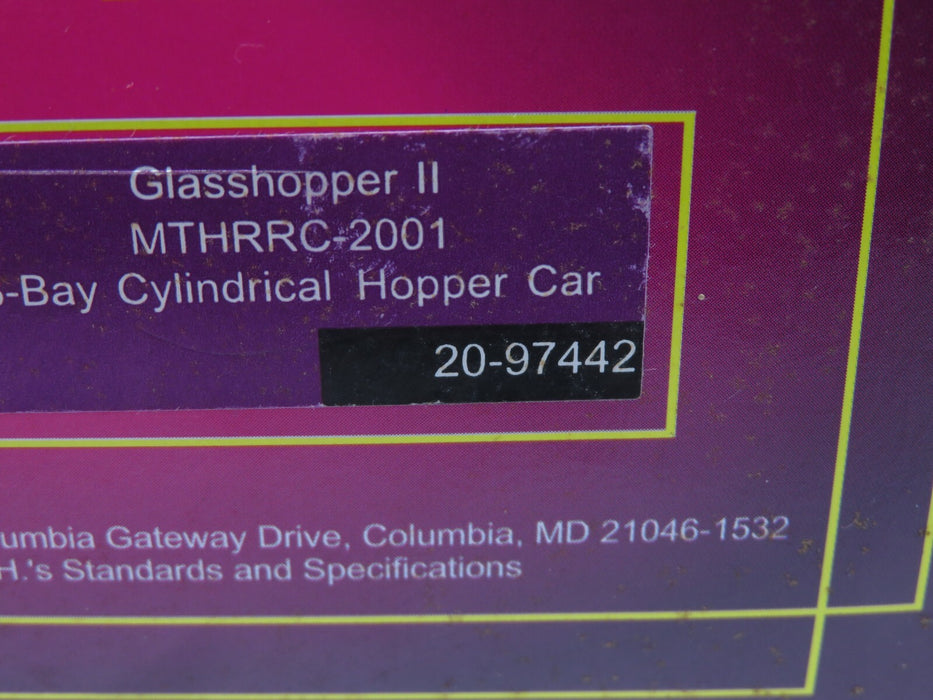 Glasshopper II
MTHRRC-2001
-Bay Cylindrical Hopper Car
20-97442
umbia Gateway Drive, Columbia, MD 21046-1532
H.'s Standards and Specifications